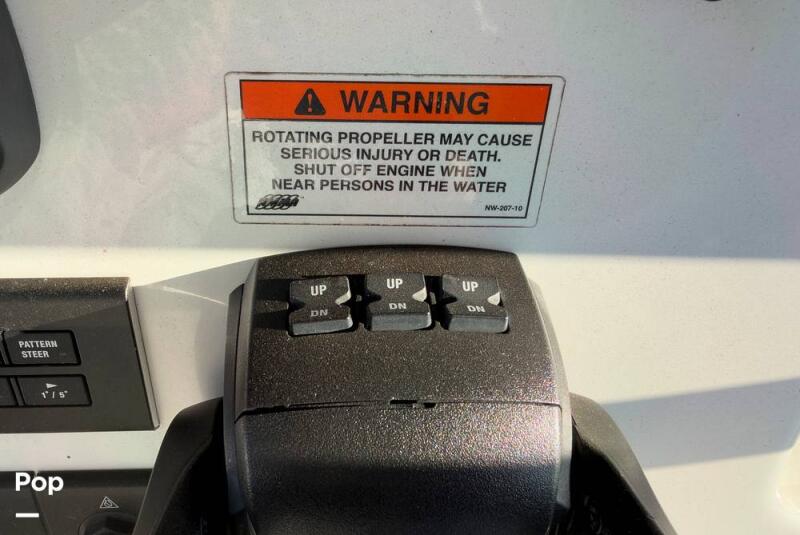 WARNING
ROTATING PROPELLER MAY CAUSE
SERIOUS INJURY OR DEATH.
SHUT OFF ENGINE WHEN
NEAR PERSONS IN THE WATER
NW-207-10
UP UP UP
DN DN DN
PATTERN
STEER
1°/5°
Pop